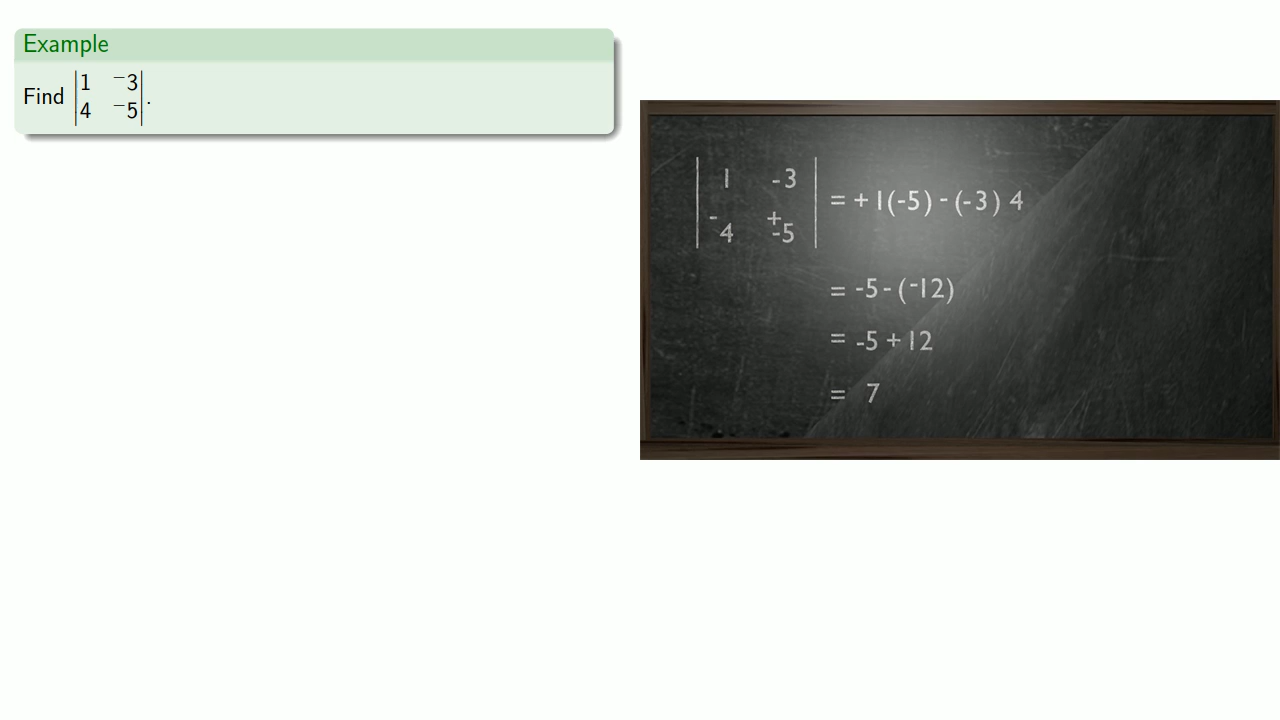 Example
Find |1 ⁻3|
|4 ⁻5|.
| 1 -3 |
| - 4 + -5 | = + 1(-5) - (-3) 4
= -5 - (-12)
= -5 + 12
= 7